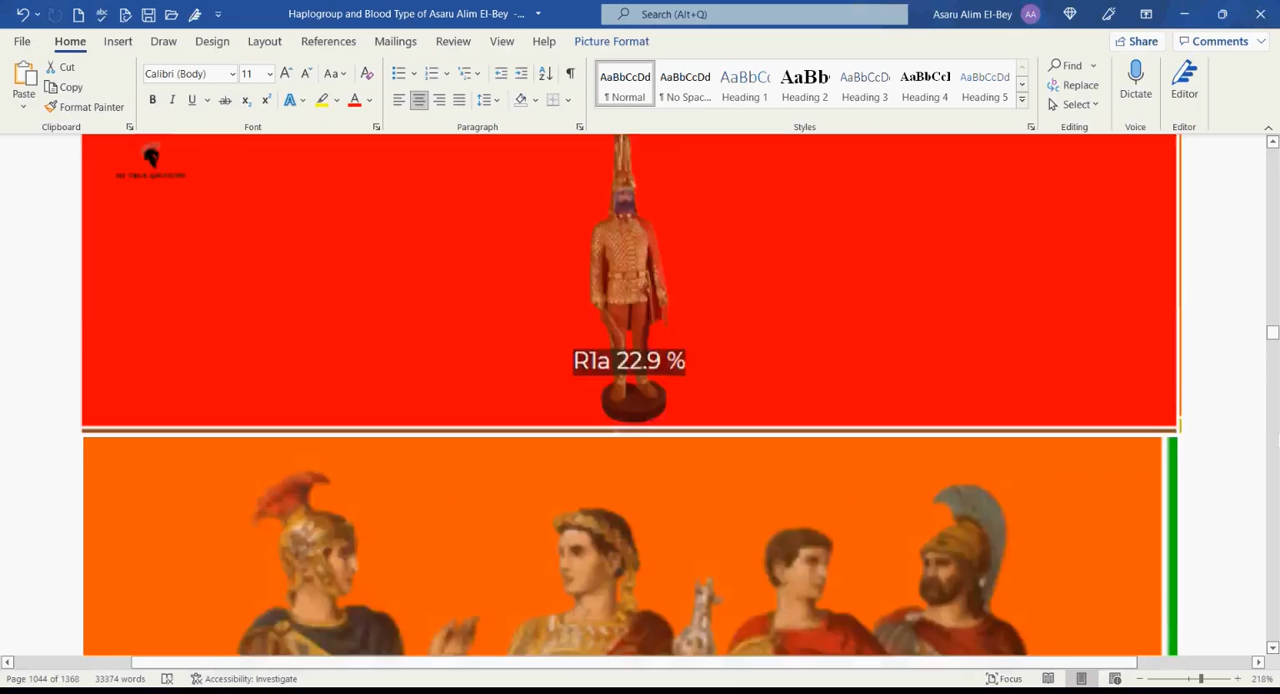 Haplogroup and Blood Type of Asaru Alim El-Bey -...
Search (Alt+Q)
Asaru Alim El-Bey
AA
File Home Insert Draw Design Layout References Mailings Review View Help Picture Format
Share Comments
Paste
Cut
Copy
Format Painter
Calibri (Body) 11
AaBbCcDd AaBbCcDd AaBbCc AaBb AaBbCcDd AaBbCcI AaBbCcDd
¶ Normal ¶ No Spac... Heading 1 Heading 2 Heading 3 Heading 4 Heading 5
Find
Replace
Select
Dictate
Editor
Clipboard Font Paragraph Styles Editing Voice Editor
R1a 22.9 %
Page 1044 of 1368 33374 words Accessibility: Investigate Focus 218%